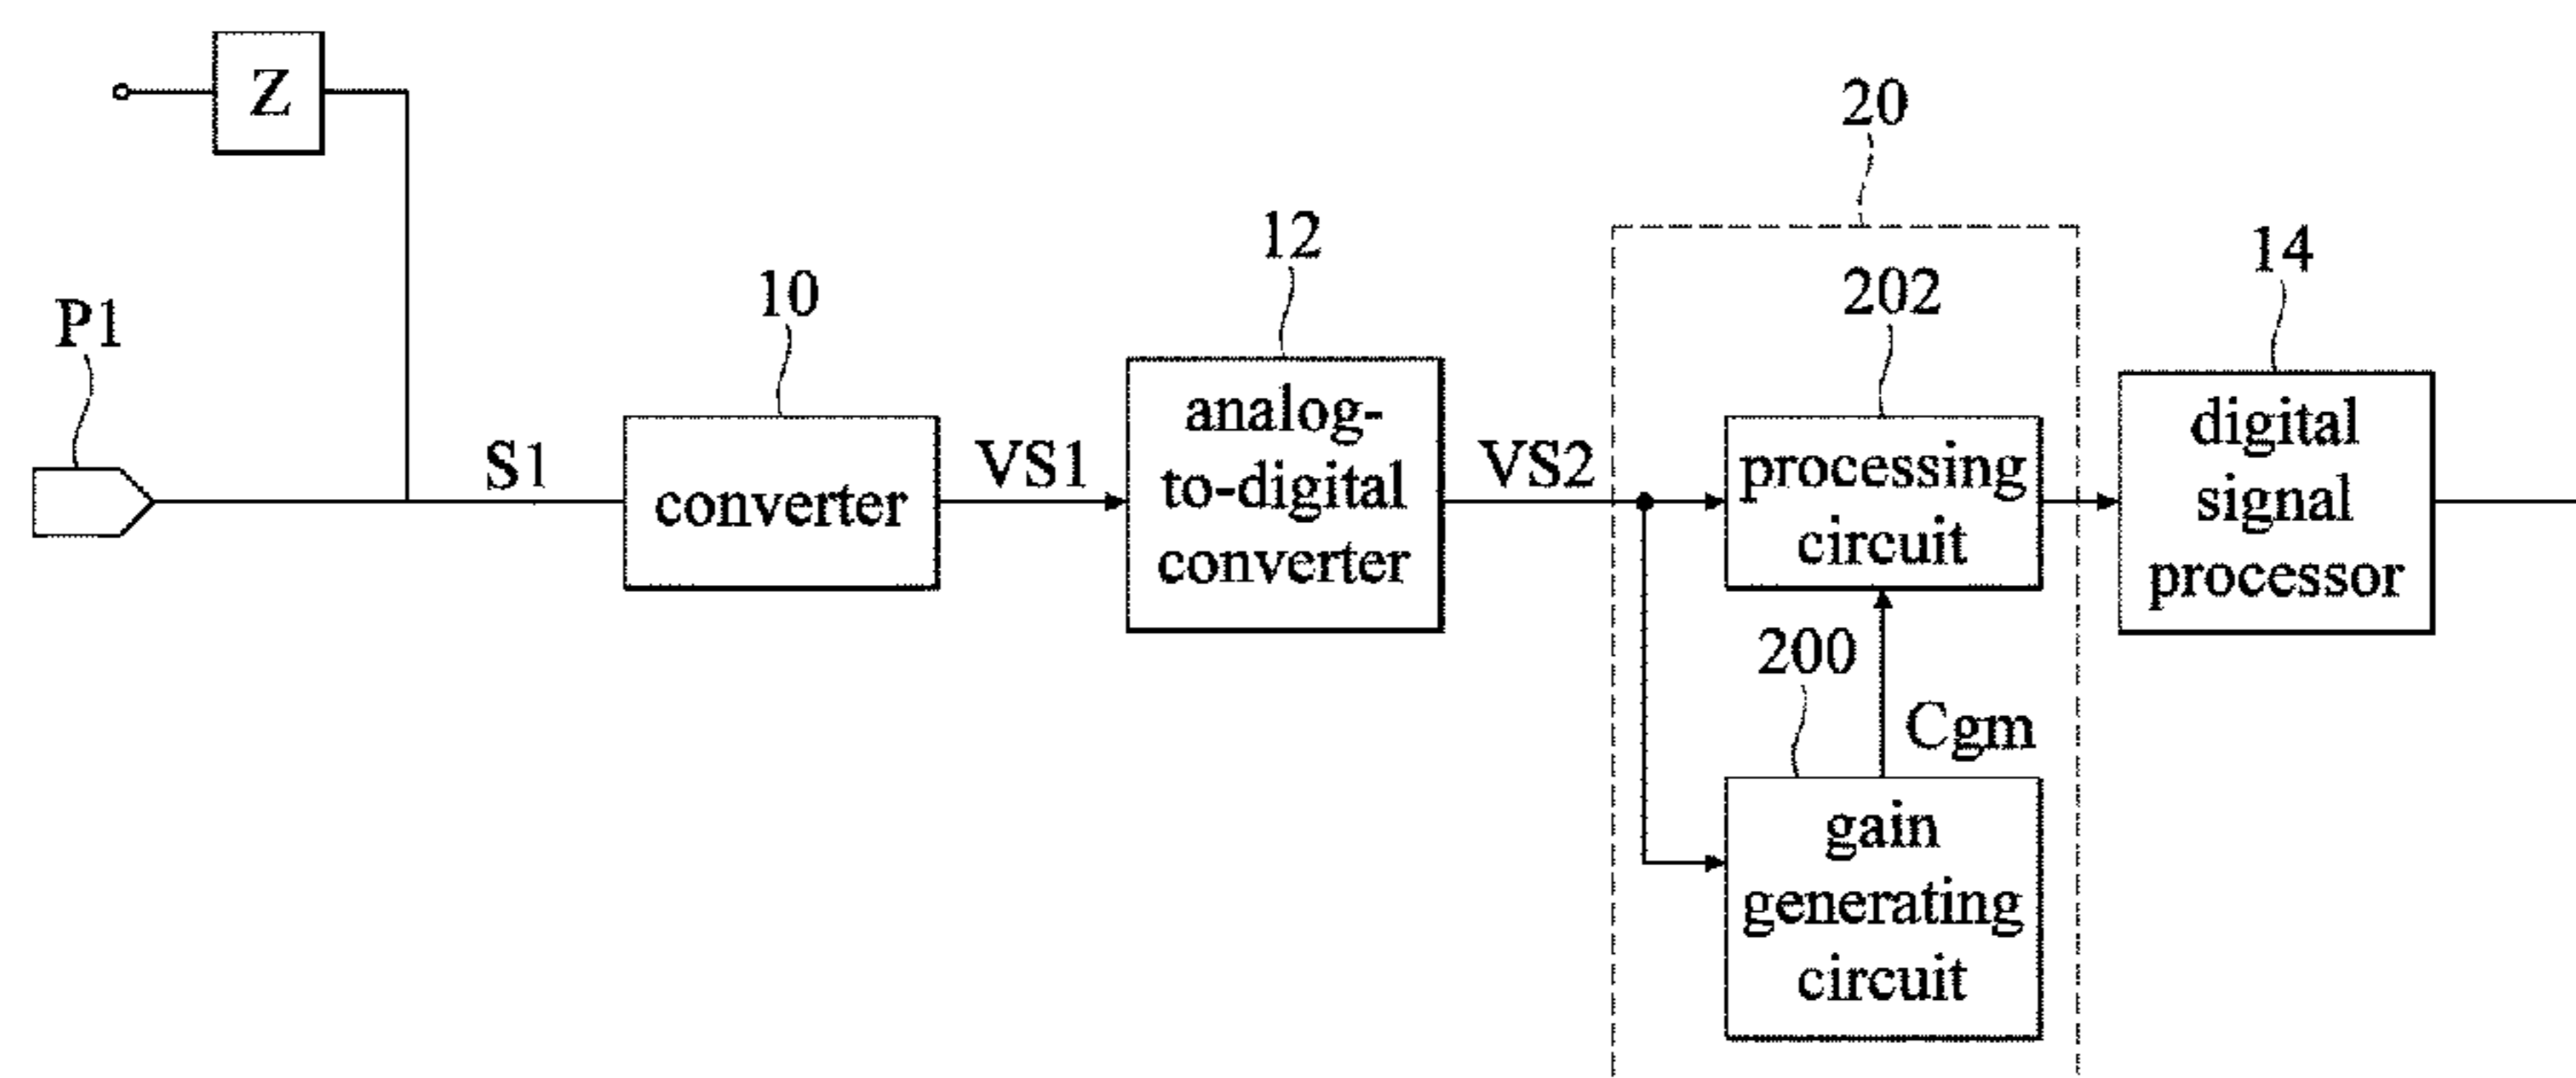 Z
20
12
14
10
202
P1
analog-
to-digital
converter
digital
signal
processor
S1
VS1
VS2
converter
processing
circuit
200
Cgm
gain
generating
circuit